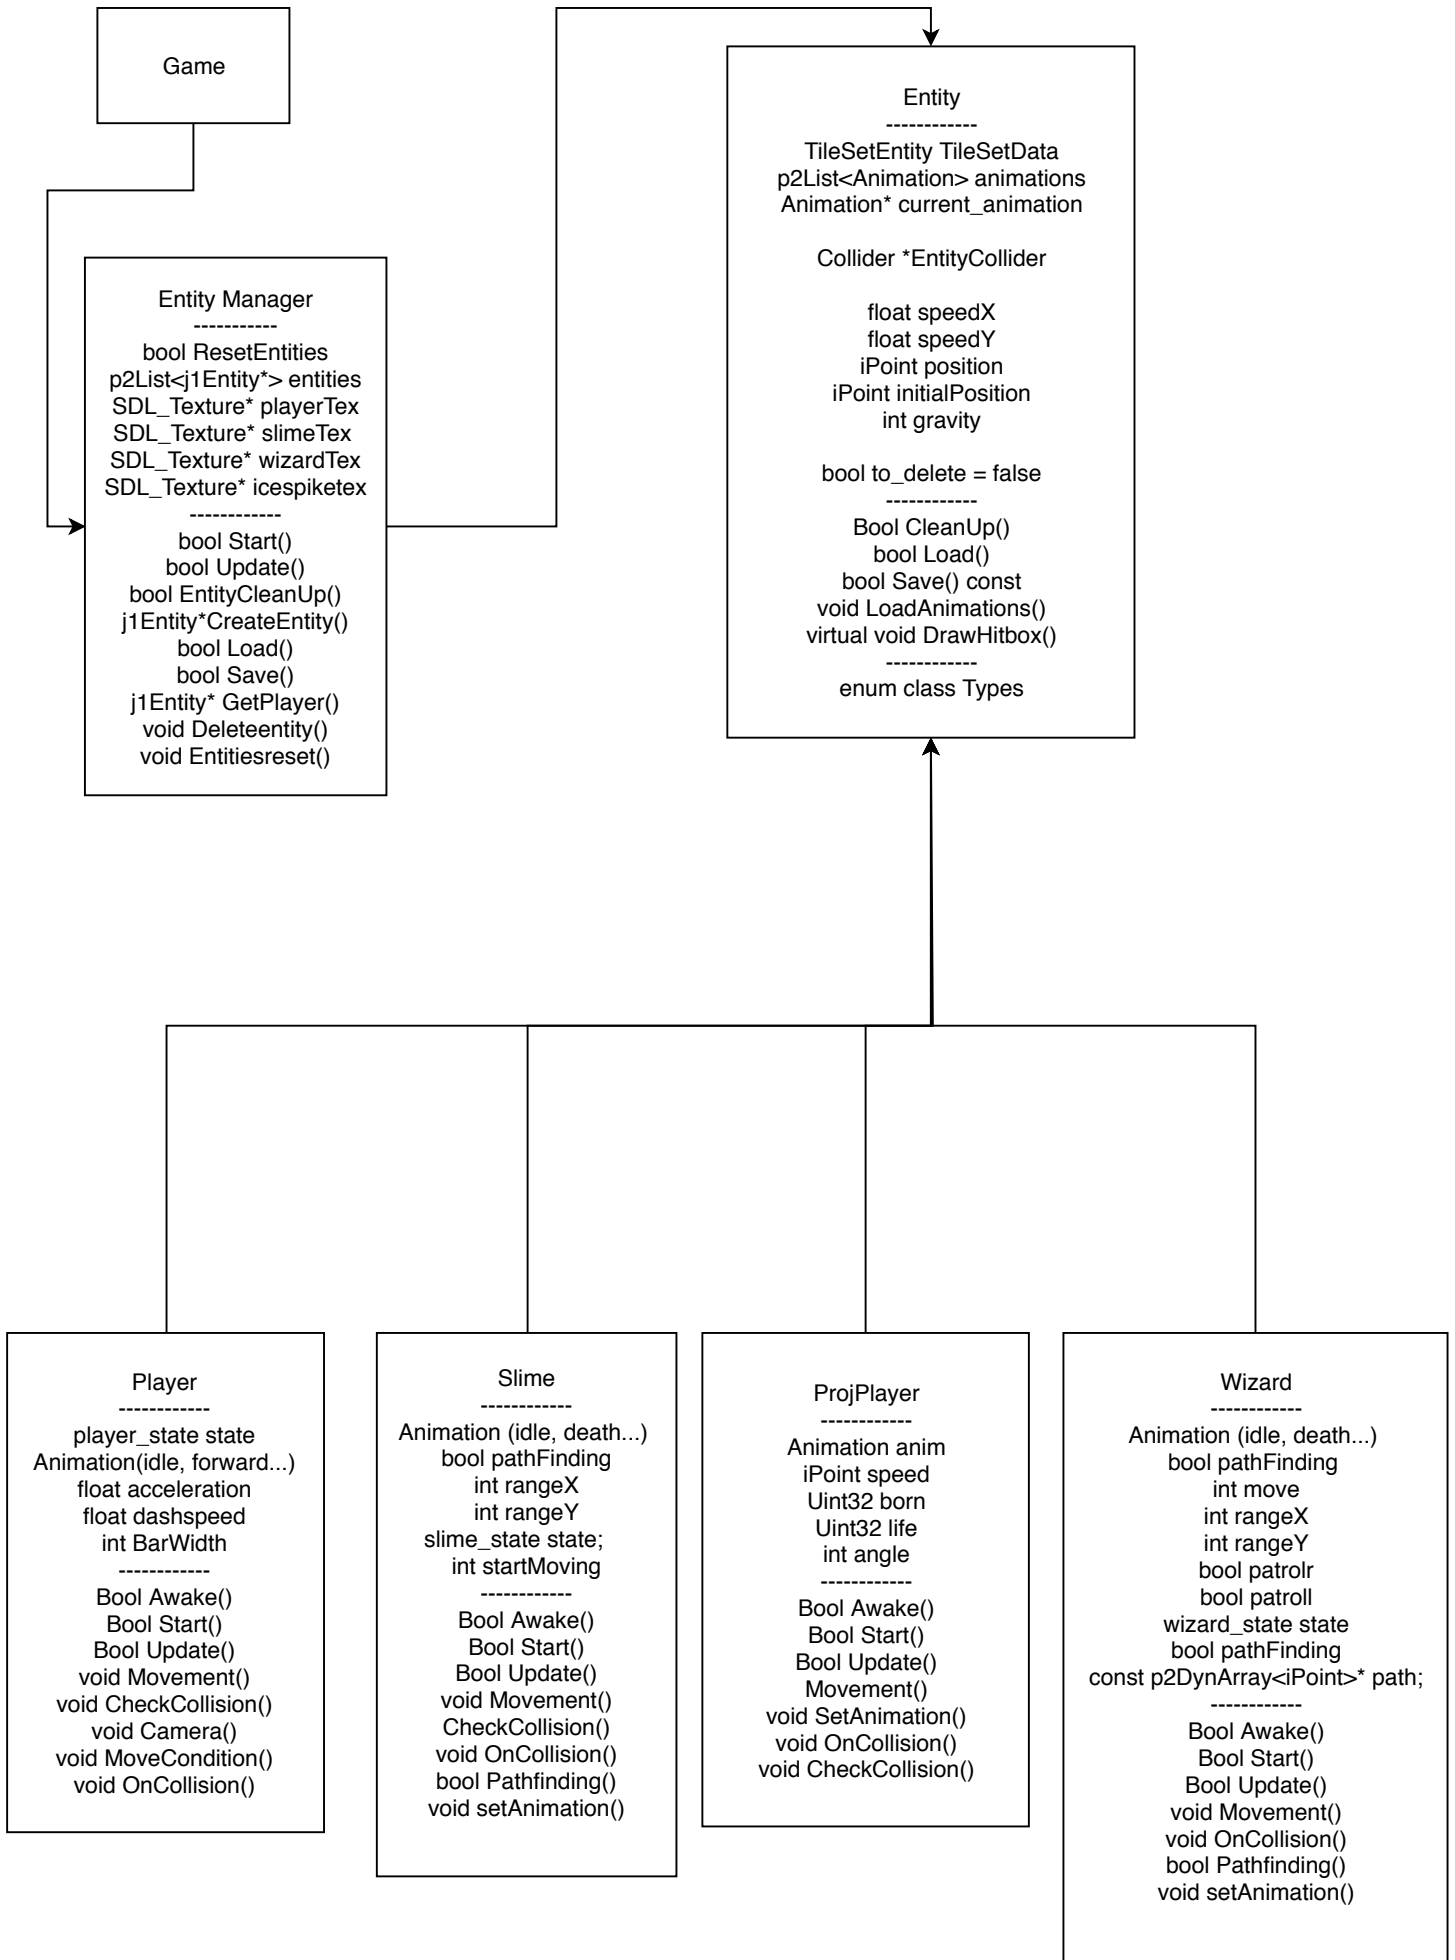 Game
Entity Manager
-----------
bool ResetEntities
p2List<j1Entity*> entities
SDL_Texture* playerTex
SDL_Texture* slimeTex
SDL_Texture* wizardTex
SDL_Texture* icespiketex
------------
bool Start()
bool Update()
bool EntityCleanUp()
j1Entity*CreateEntity()
bool Load()
bool Save()
j1Entity* GetPlayer()
void Deleteentity()
void Entitiesreset()
Entity
------------
TileSetEntity TileSetData
p2List<Animation> animations
Animation* current_animation
Collider *EntityCollider
float speedX
float speedY
iPoint position
iPoint initialPosition
int gravity
bool to_delete = false
------------
Bool CleanUp()
bool Load()
bool Save() const
void LoadAnimations()
virtual void DrawHitbox()
------------
enum class Types
Player
------------
player_state state
Animation(idle, forward...)
float acceleration
float dashspeed
int BarWidth
------------
Bool Awake()
Bool Start()
Bool Update()
void Movement()
void CheckCollision()
void Camera()
void MoveCondition()
void OnCollision()
Slime
------------
Animation (idle, death...)
bool pathFinding
int rangeX
int rangeY
slime_state state;
int startMoving
------------
Bool Awake()
Bool Start()
Bool Update()
void Movement()
CheckCollision()
void OnCollision()
bool Pathfinding()
void setAnimation()
ProjPlayer
------------
Animation anim
iPoint speed
Uint32 born
Uint32 life
int angle
------------
Bool Awake()
Bool Start()
Bool Update()
Movement()
void SetAnimation()
void OnCollision()
void CheckCollision()
Wizard
------------
Animation (idle, death...)
bool pathFinding
int move
int rangeX
int rangeY
bool patrolr
bool patroll
wizard_state state
bool pathFinding
const p2DynArray<iPoint>* path;
------------
Bool Awake()
Bool Start()
Bool Update()
void Movement()
void OnCollision()
bool Pathfinding()
void setAnimation()